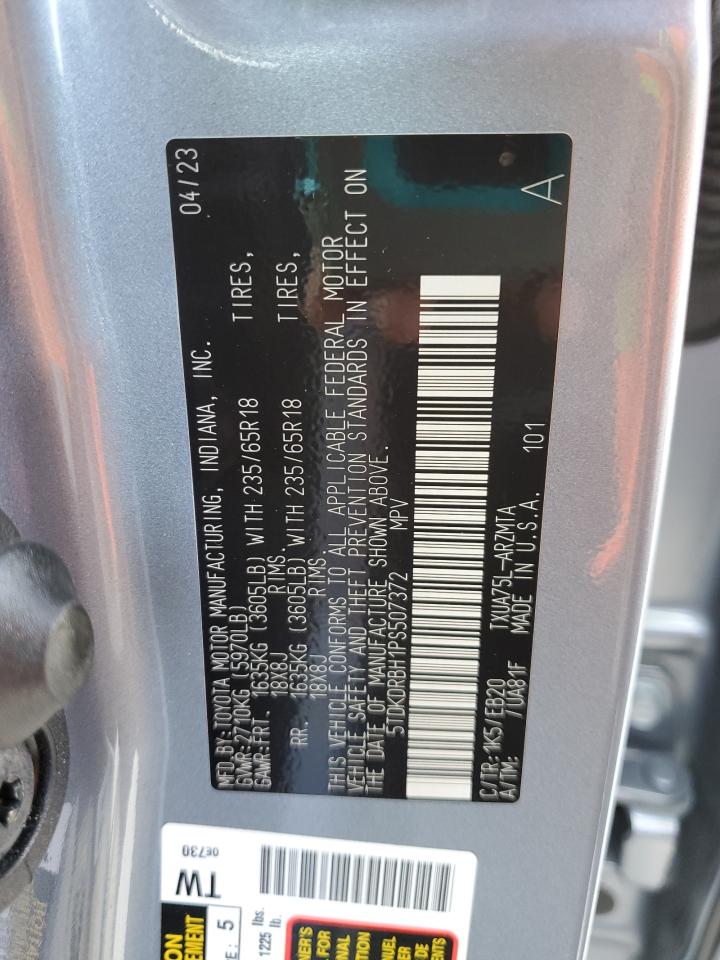 MFD.BY:TOYOTA MOTOR MANUFACTURING, INDIANA, INC. 04/23
GVWR:2710KG (5970LB)
GAWR:FRT. 1635KG (3605LB) WITH 235/65R18 TIRES,
18X8J RIMS.
RR. 1635KG (3605LB) WITH 235/65R18 TIRES,
18X8J RIMS.
THIS VEHICLE CONFORMS TO ALL APPLICABLE FEDERAL MOTOR
VEHICLE SAFETY AND THEFT PREVENTION STANDARDS IN EFFECT ON
THE DATE OF MANUFACTURE SHOWN ABOVE.
5TDKRBH1PS507372 MPV
C/TR:1K5/EB20 TXUA75L-ARZMTA 101 A
A/TM: /UA81F MADE IN U.S.A.
TW
0E730
5
1225 lbs.
lb.